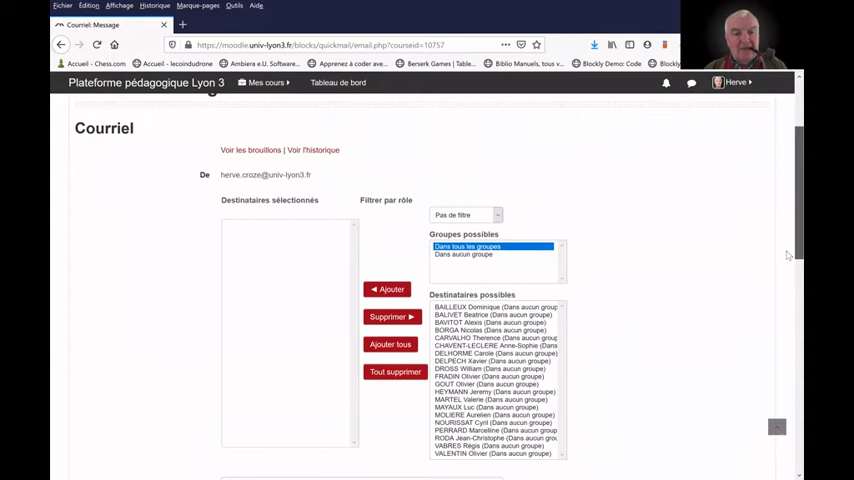 Fichier Édition Affichage Historique Marque-pages Outils Aide
Courriel: Message
https://moodle.univ-lyon3.fr/blocks/quickmail/email.php?courseid=10757
Accueil - Chess.com Accueil - lecoindudrone Ambiera e.U. Software... Apprenez à coder avec... Biblio Manuels, tous v... Berserk Games (Travail) Blockly Demo: Code
Plateforme pédagogique Lyon 3 Mes cours Tableau de bord Herve
Courriel
Voir les brouillons | Voir l'historique
De herve.croze@univ-lyon3.fr
Destinataires sélectionnés Filtrer par rôle
Pas de filtre
Groupes possibles
Dans tous les groupes
Dans aucun groupe
Ajouter
Destinataires possibles
BAILLEUX Dominique (Dans aucun group
BALIVET Beatrice (Dans aucun groupe)
Supprimer
BAVITOT Alexis (Dans aucun groupe)
BORGA Nicolas (Dans aucun groupe)
CARVALHO Therence (Dans aucun group
Ajouter tous
CHAVENT-LECLERE Anne-Sophie (Dans
DELHORME Carole (Dans aucun groupe)
DELPECH Xavier (Dans aucun groupe)
Tout supprimer
DROSS William (Dans aucun groupe)
FRADIN Olivier (Dans aucun groupe)
GOUT Olivier (Dans aucun groupe)
HEYMANN Jeremy (Dans aucun groupe)
MARTEL Valerie (Dans aucun groupe)
MAYAUX Luc (Dans aucun groupe)
MOLIERE Aurelien (Dans aucun groupe)
NOURISSAT Cyril (Dans aucun groupe)
PERRARD Marcelline (Dans aucun groupe)
RODA Jean-Christophe (Dans aucun grou
VABRES Régis (Dans aucun groupe)
VALENTIN Olivier (Dans aucun groupe)